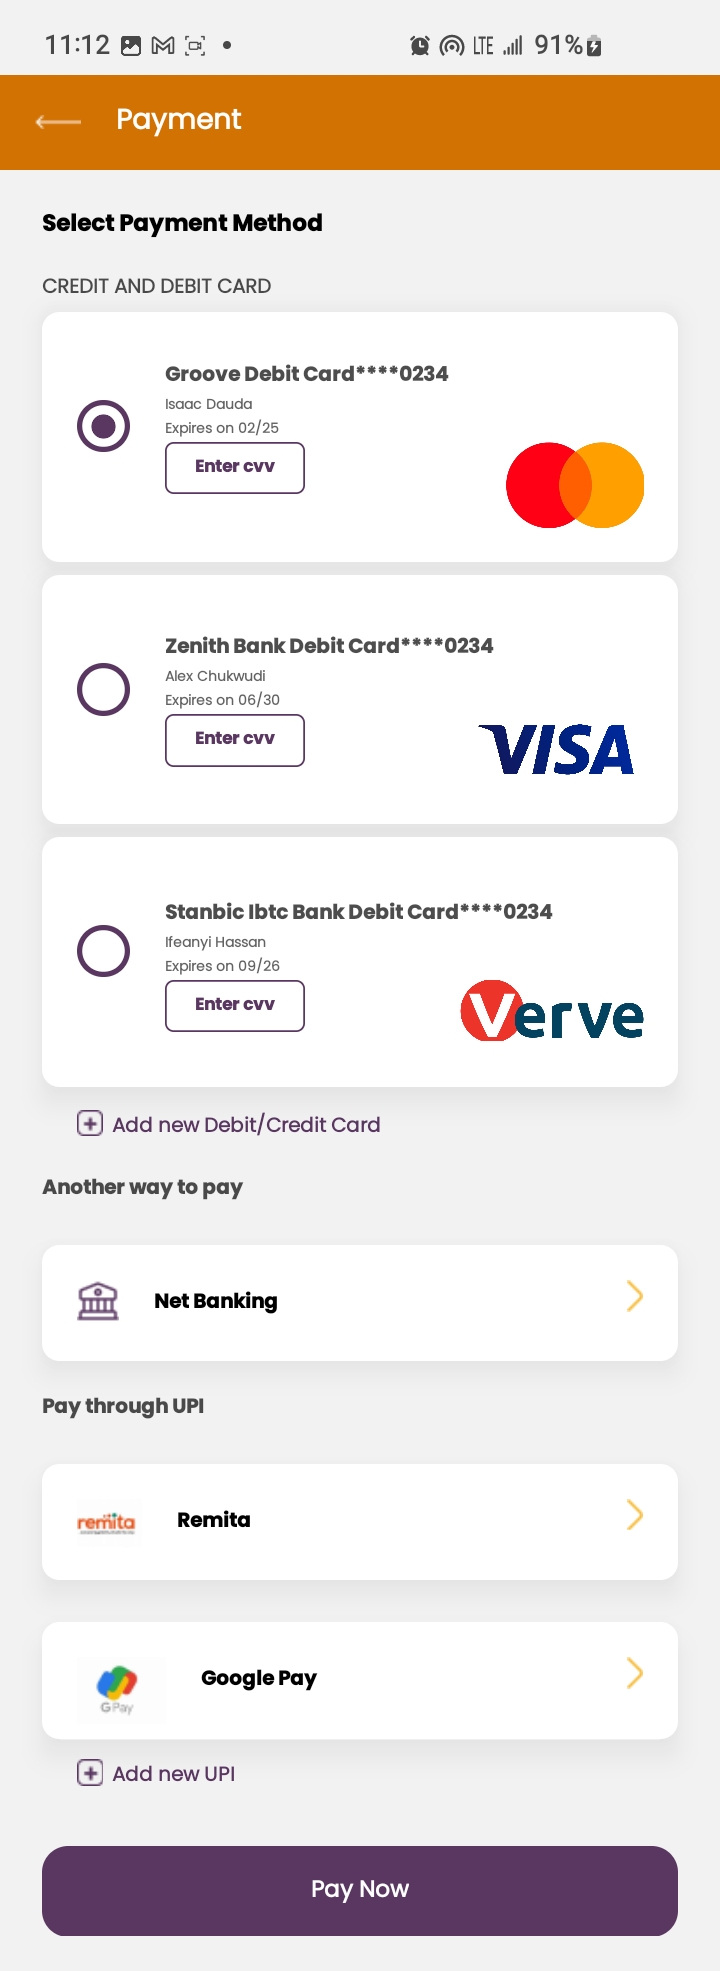 11:12 LTE 91%
Payment
Select Payment Method
CREDIT AND DEBIT CARD
Groove Debit Card****0234
Isaac Dauda
Expires on 02/25
Enter cvv
Zenith Bank Debit Card****0234
Alex Chukwudi
Expires on 06/30
Enter cvv
VISA
Stanbic Ibtc Bank Debit Card****0234
Ifeanyi Hassan
Expires on 09/26
Enter cvv
Verve
Add new Debit/Credit Card
Another way to pay
Net Banking
Pay through UPI
remita Remita
Google Pay
G Pay
Add new UPI
Pay Now